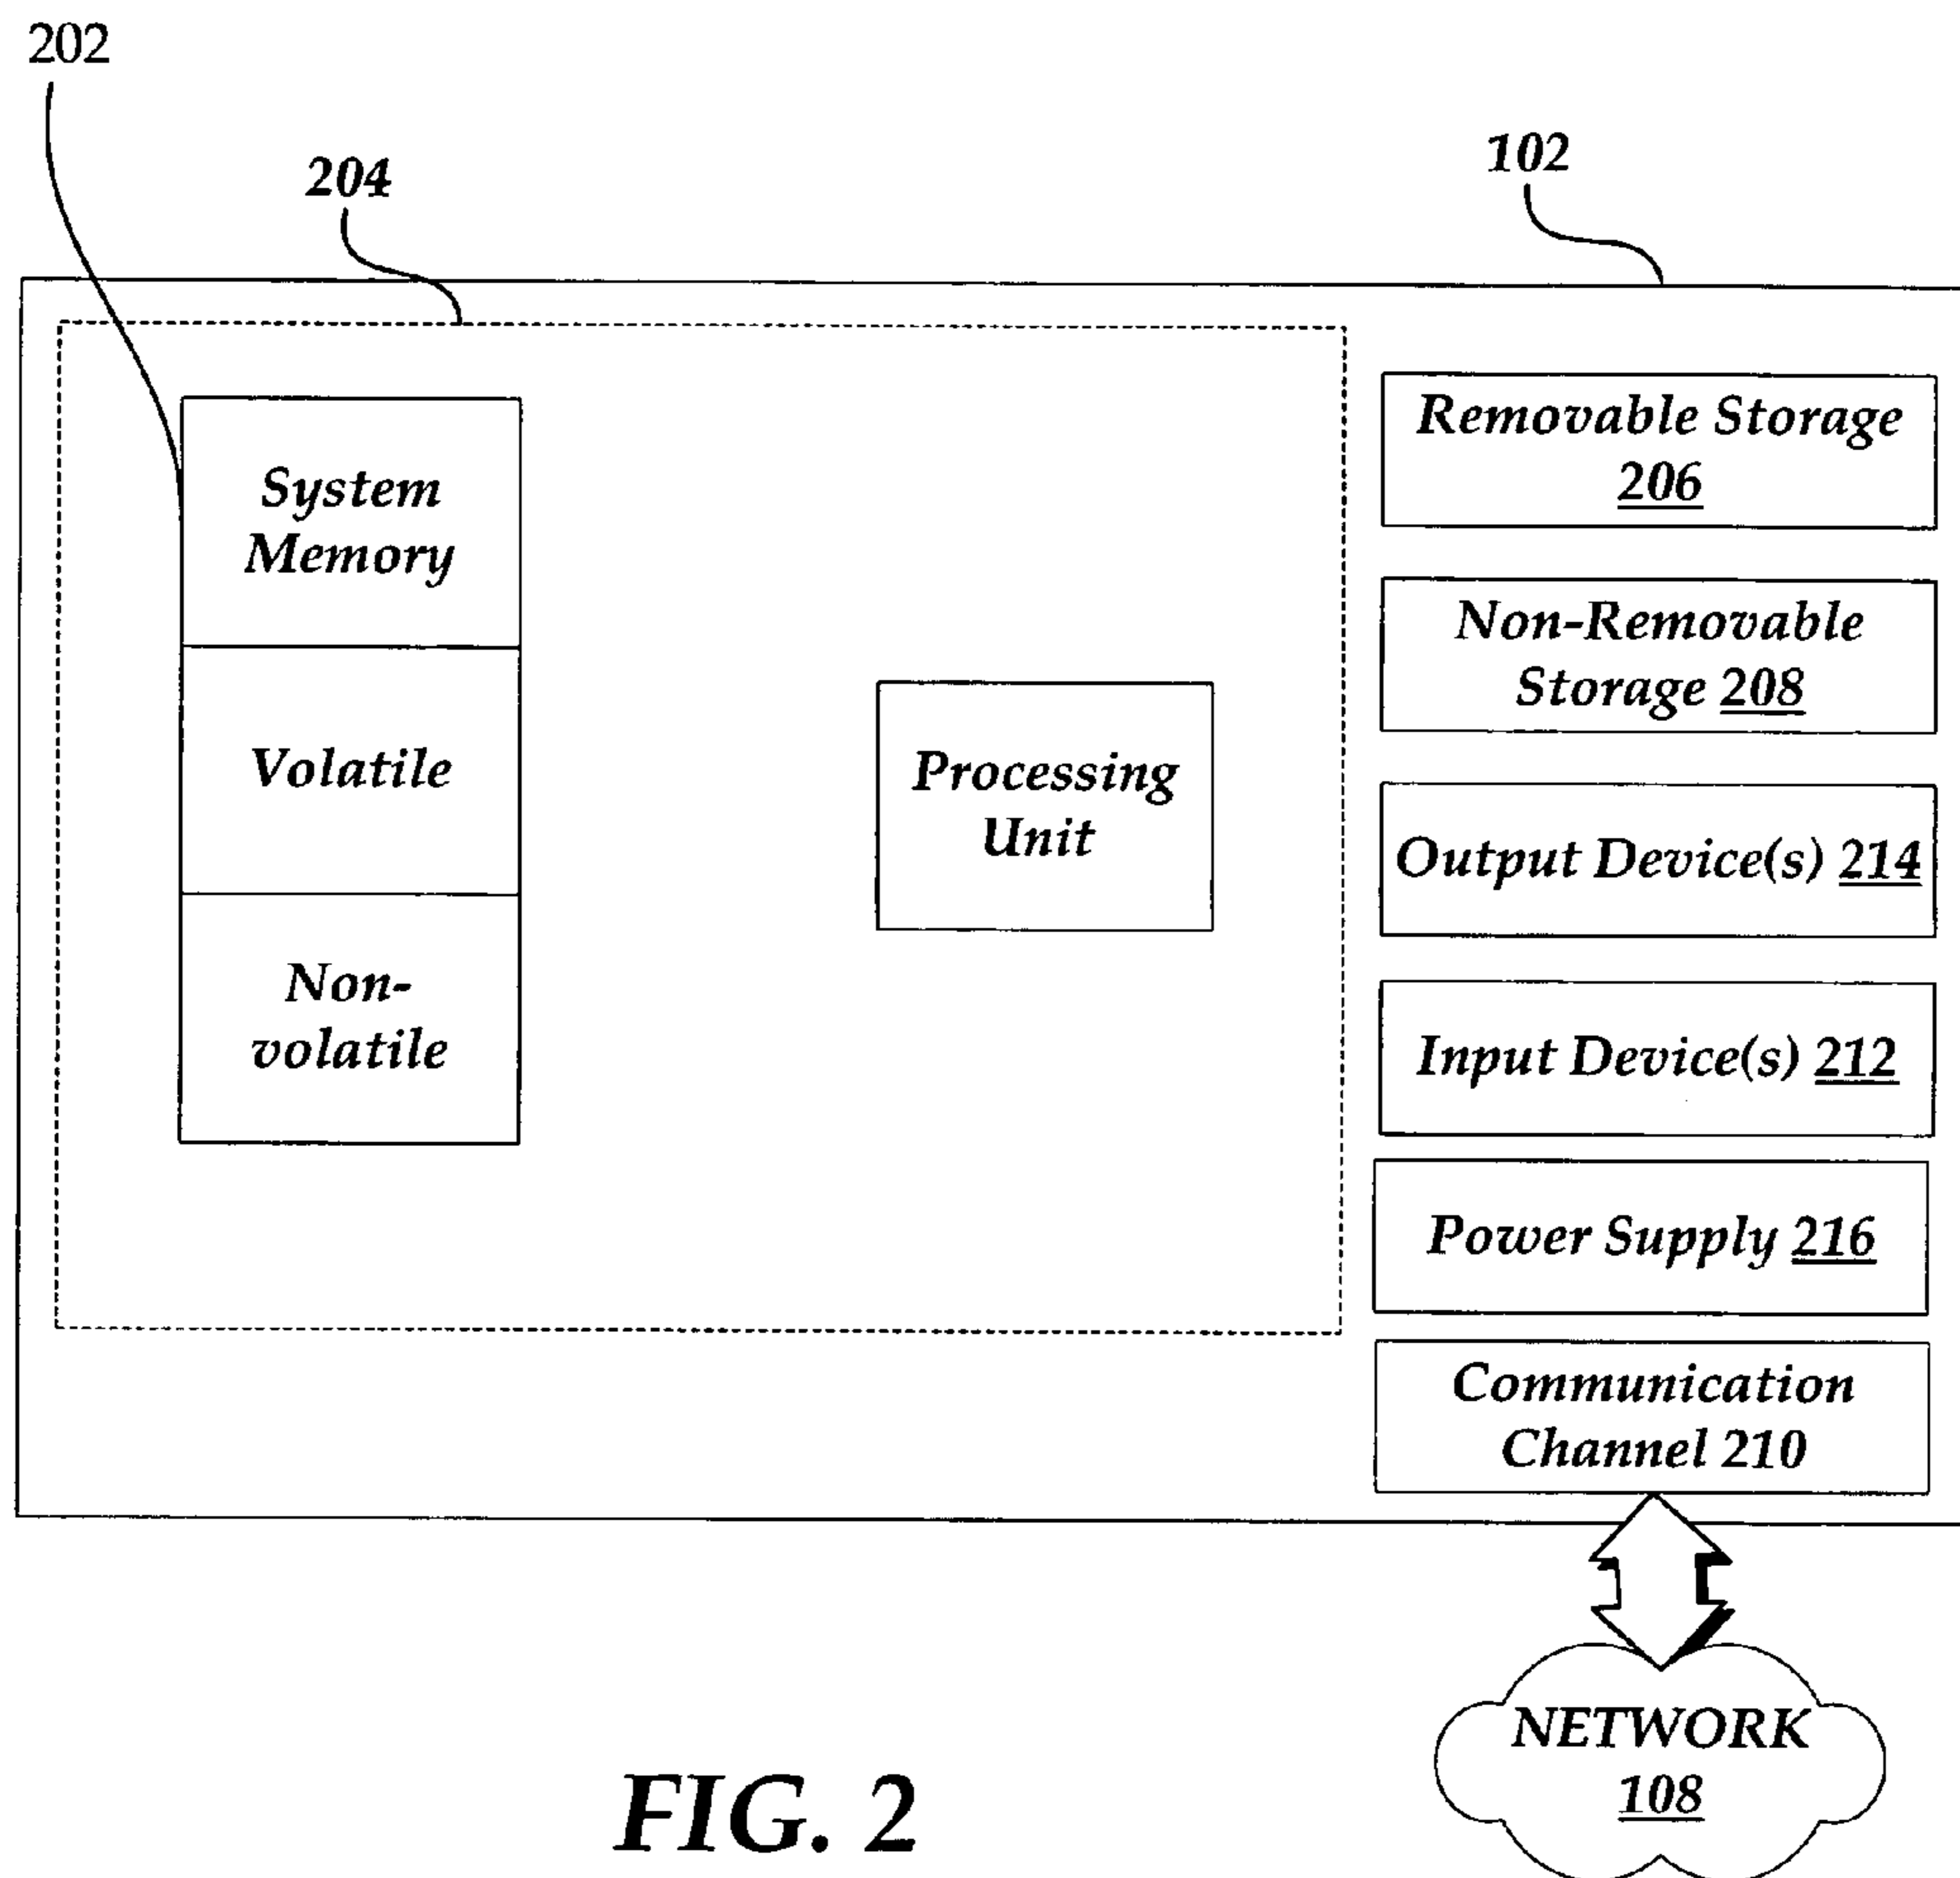 202
204
102
System
Memory
Volatile
Non-
volatile
Processing
Unit
Removable Storage
206
Non-Removable
Storage 208
Output Device(s) 214
Input Device(s) 212
Power Supply 216
Communication
Channel 210
NETWORK
108
FIG. 2